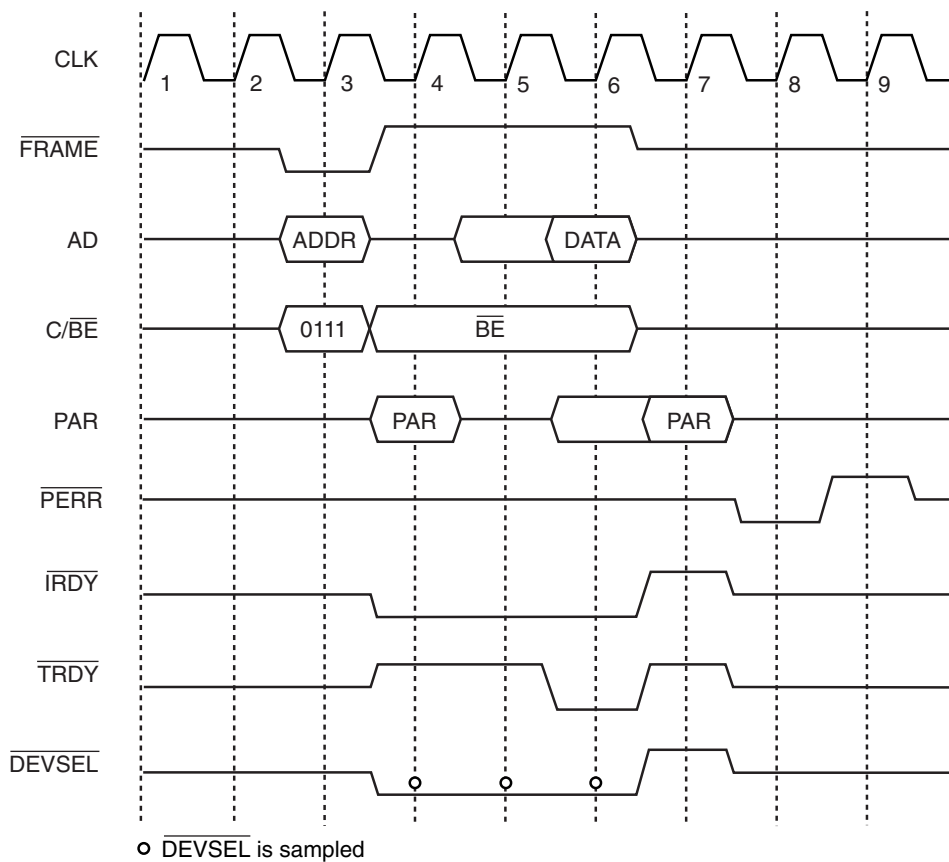 CLK
1 2 3 4 5 6 7 8 9
FRAME
AD ADDR DATA
C/BE 0111 BE
PAR PAR PAR
PERR
IRDY
TRDY
DEVSEL
DEVSEL is sampled